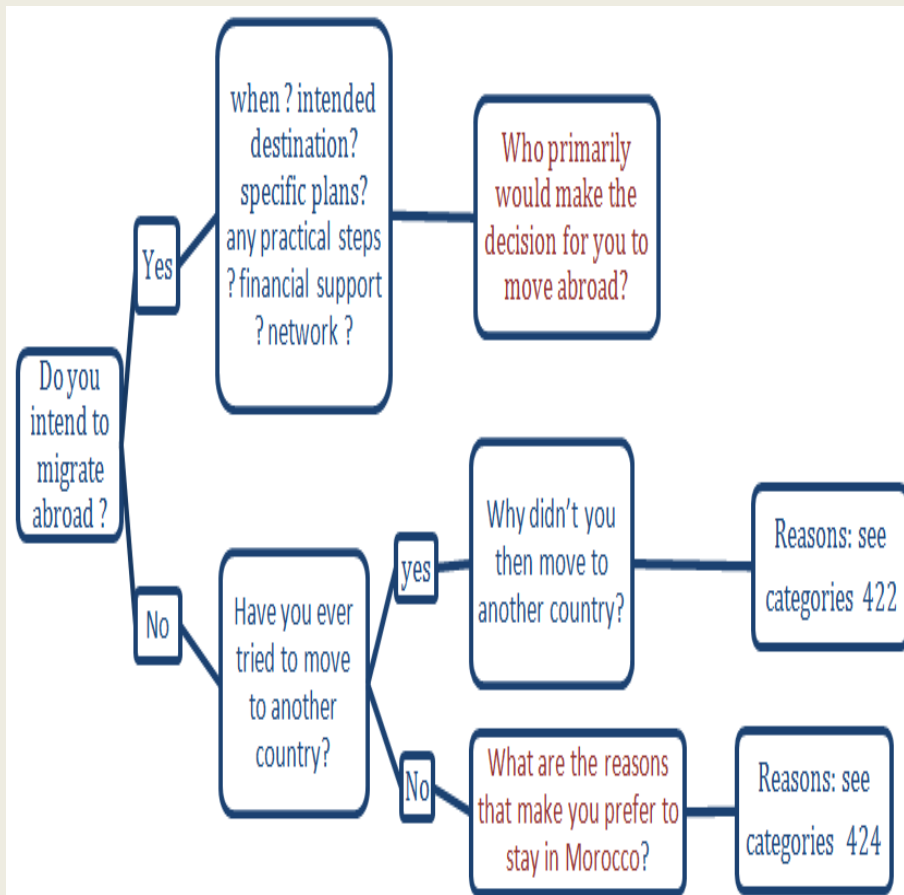 Do you
intend to
migrate
abroad ?
Yes
when ? intended
destination?
specific plans?
any practical steps
? financial support
? network ?
Who primarily
would make the
decision for you to
move abroad?
No
Have you ever
tried to move
to another
country?
yes
Why didn’t you
then move to
another country?
Reasons: see
categories 422
No
What are the reasons
that make you prefer to
stay in Morocco?
Reasons: see
categories 424